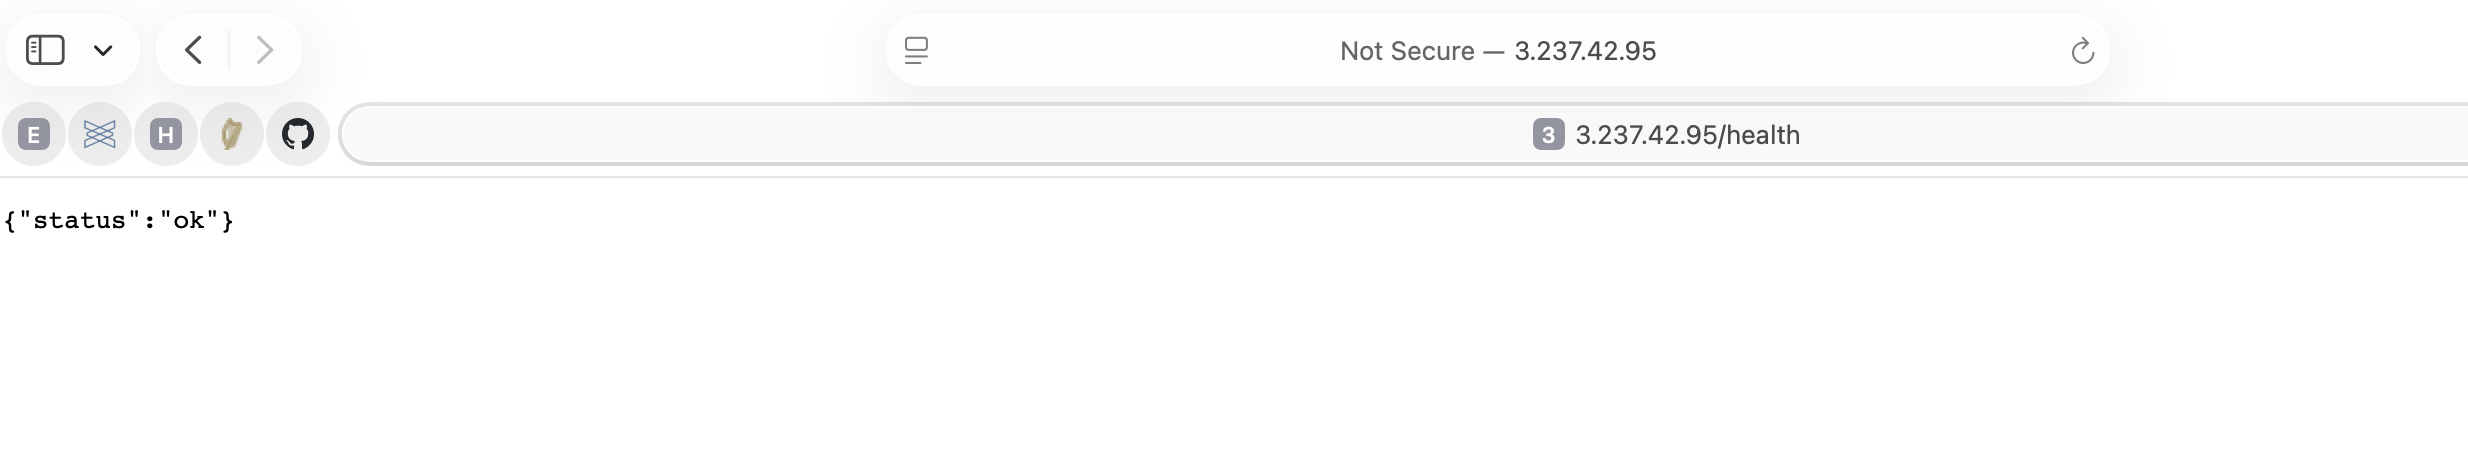 Not Secure — 3.237.42.95
E
H
3 3.237.42.95/health
{"status":"ok"}